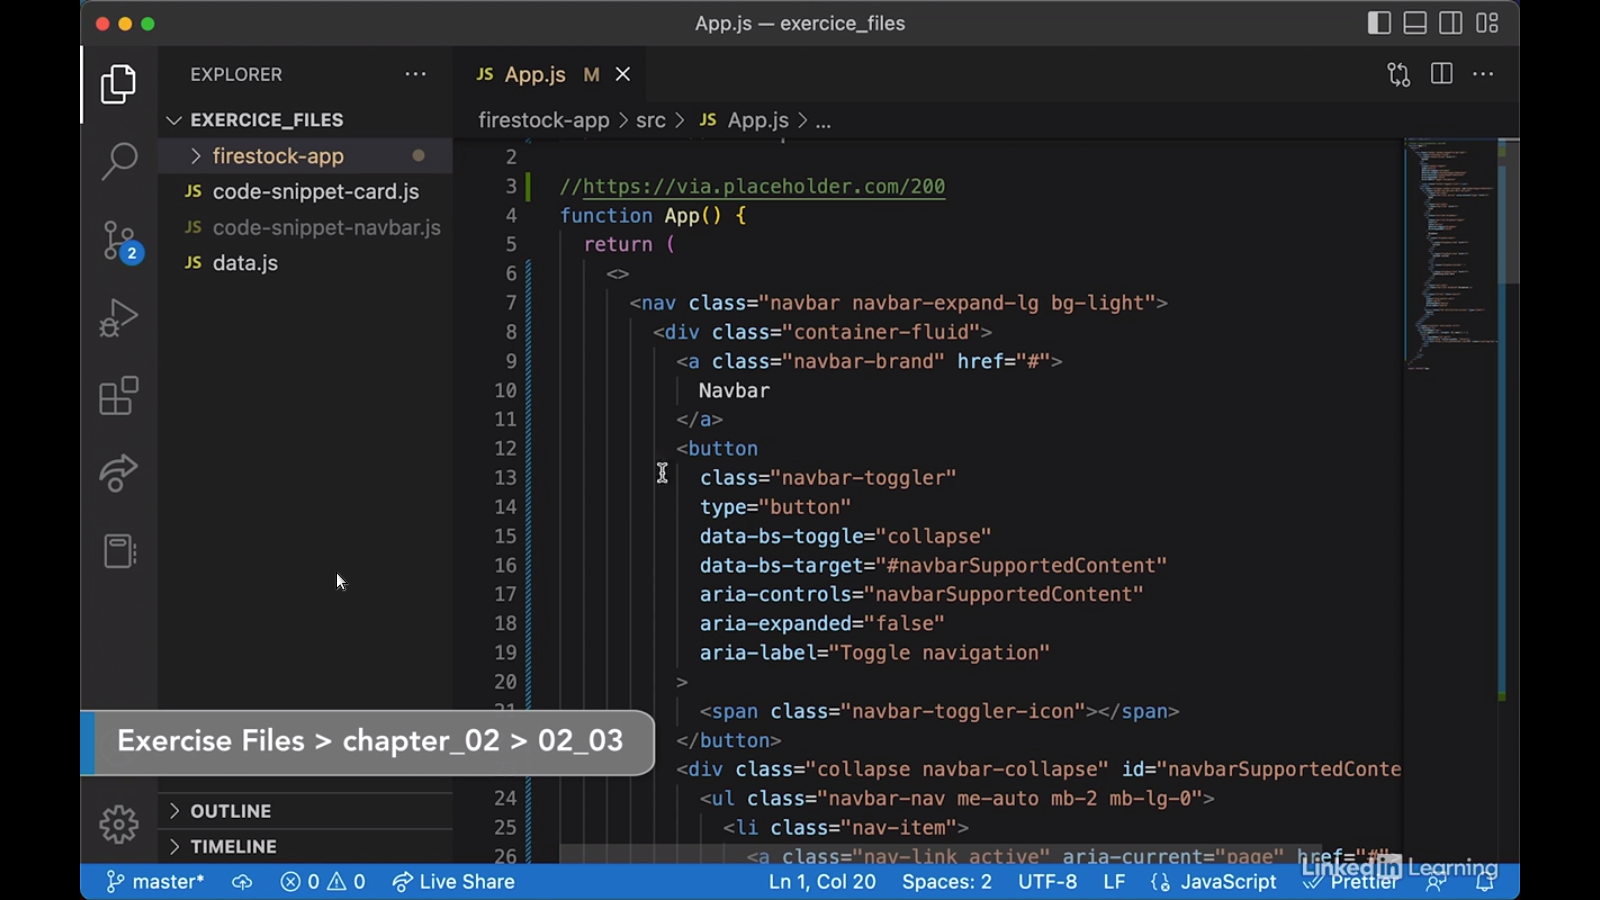 App.js — exercice_files
EXPLORER
JS App.js M
EXERCICE_FILES
firestock-app > src > JS App.js > ...
firestock-app
JS code-snippet-card.js
JS code-snippet-navbar.js
JS data.js
2
3 //https://via.placeholder.com/200
4 function App() {
5 return (
6 <>
7 <nav class="navbar navbar-expand-lg bg-light">
8 <div class="container-fluid">
9 <a class="navbar-brand" href="#">
10 Navbar
11 </a>
12 <button
13 class="navbar-toggler"
14 type="button"
15 data-bs-toggle="collapse"
16 data-bs-target="#navbarSupportedContent"
17 aria-controls="navbarSupportedContent"
18 aria-expanded="false"
19 aria-label="Toggle navigation"
20 >
<span class="navbar-toggler-icon"></span>
</button>
<div class="collapse navbar-collapse" id="navbarSupportedConte
24 <ul class="navbar-nav me-auto mb-2 mb-lg-0">
25 <li class="nav-item">
26 <a class="nav-link active" aria-current="page" href="#"
2
Exercise Files > chapter_02 > 02_03
OUTLINE
TIMELINE
master* 0 0 Live Share Ln 1, Col 20 Spaces: 2 UTF-8 LF {} JavaScript Prettier
LinkedIn Learning